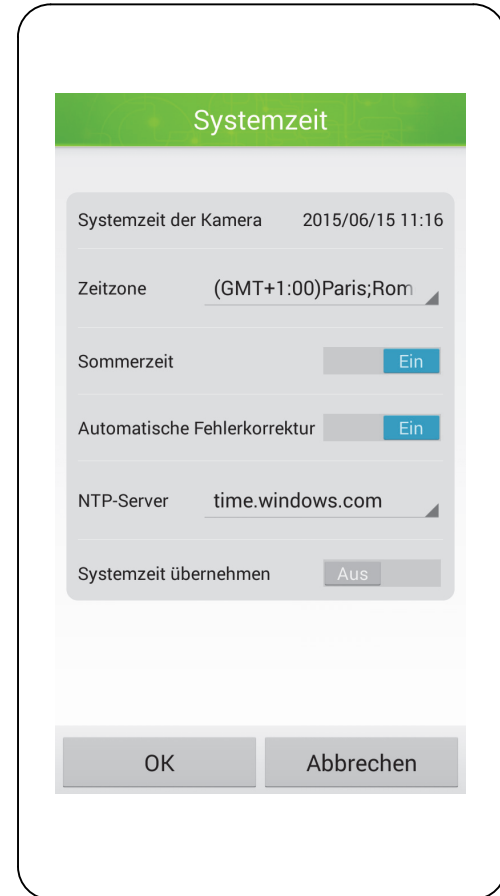 Systemzeit
Systemzeit der Kamera 2015/06/15 11:16
Zeitzone (GMT+1:00)Paris;Rom
Sommerzeit Ein
Automatische Fehlerkorrektur Ein
NTP-Server time.windows.com
Systemzeit übernehmen Aus
OK Abbrechen